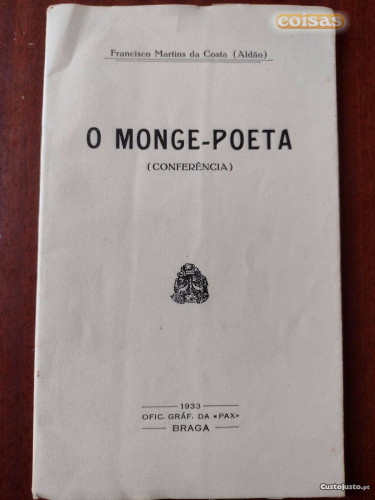 coisas
Francisco Martins da Costa (Aldão)
O MONGE-POETA
(CONFERÊNCIA)
1933
OFIC. GRÁF. DA «PAX»
BRAGA
CustoJusto.pt